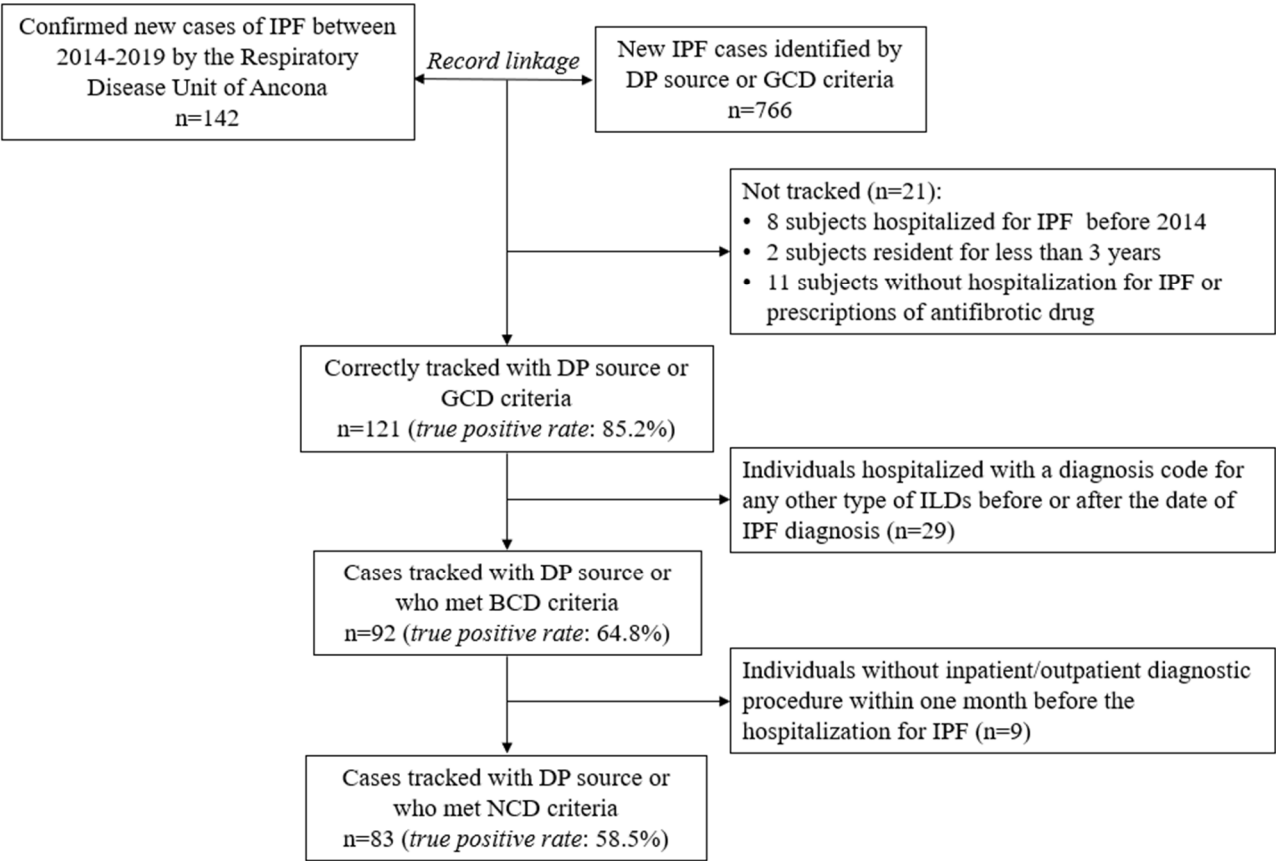 Confirmed new cases of IPF between
2014-2019 by the Respiratory
Disease Unit of Ancona
n=142
Record linkage
New IPF cases identified by
DP source or GCD criteria
n=766
Not tracked (n=21):
• 8 subjects hospitalized for IPF before 2014
• 2 subjects resident for less than 3 years
• 11 subjects without hospitalization for IPF or
prescriptions of antifibrotic drug
Correctly tracked with DP source or
GCD criteria
n=121 (true positive rate: 85.2%)
Individuals hospitalized with a diagnosis code for
any other type of ILDs before or after the date of
IPF diagnosis (n=29)
Cases tracked with DP source or
who met BCD criteria
n=92 (true positive rate: 64.8%)
Individuals without inpatient/outpatient diagnostic
procedure within one month before the
hospitalization for IPF (n=9)
Cases tracked with DP source or
who met NCD criteria
n=83 (true positive rate: 58.5%)